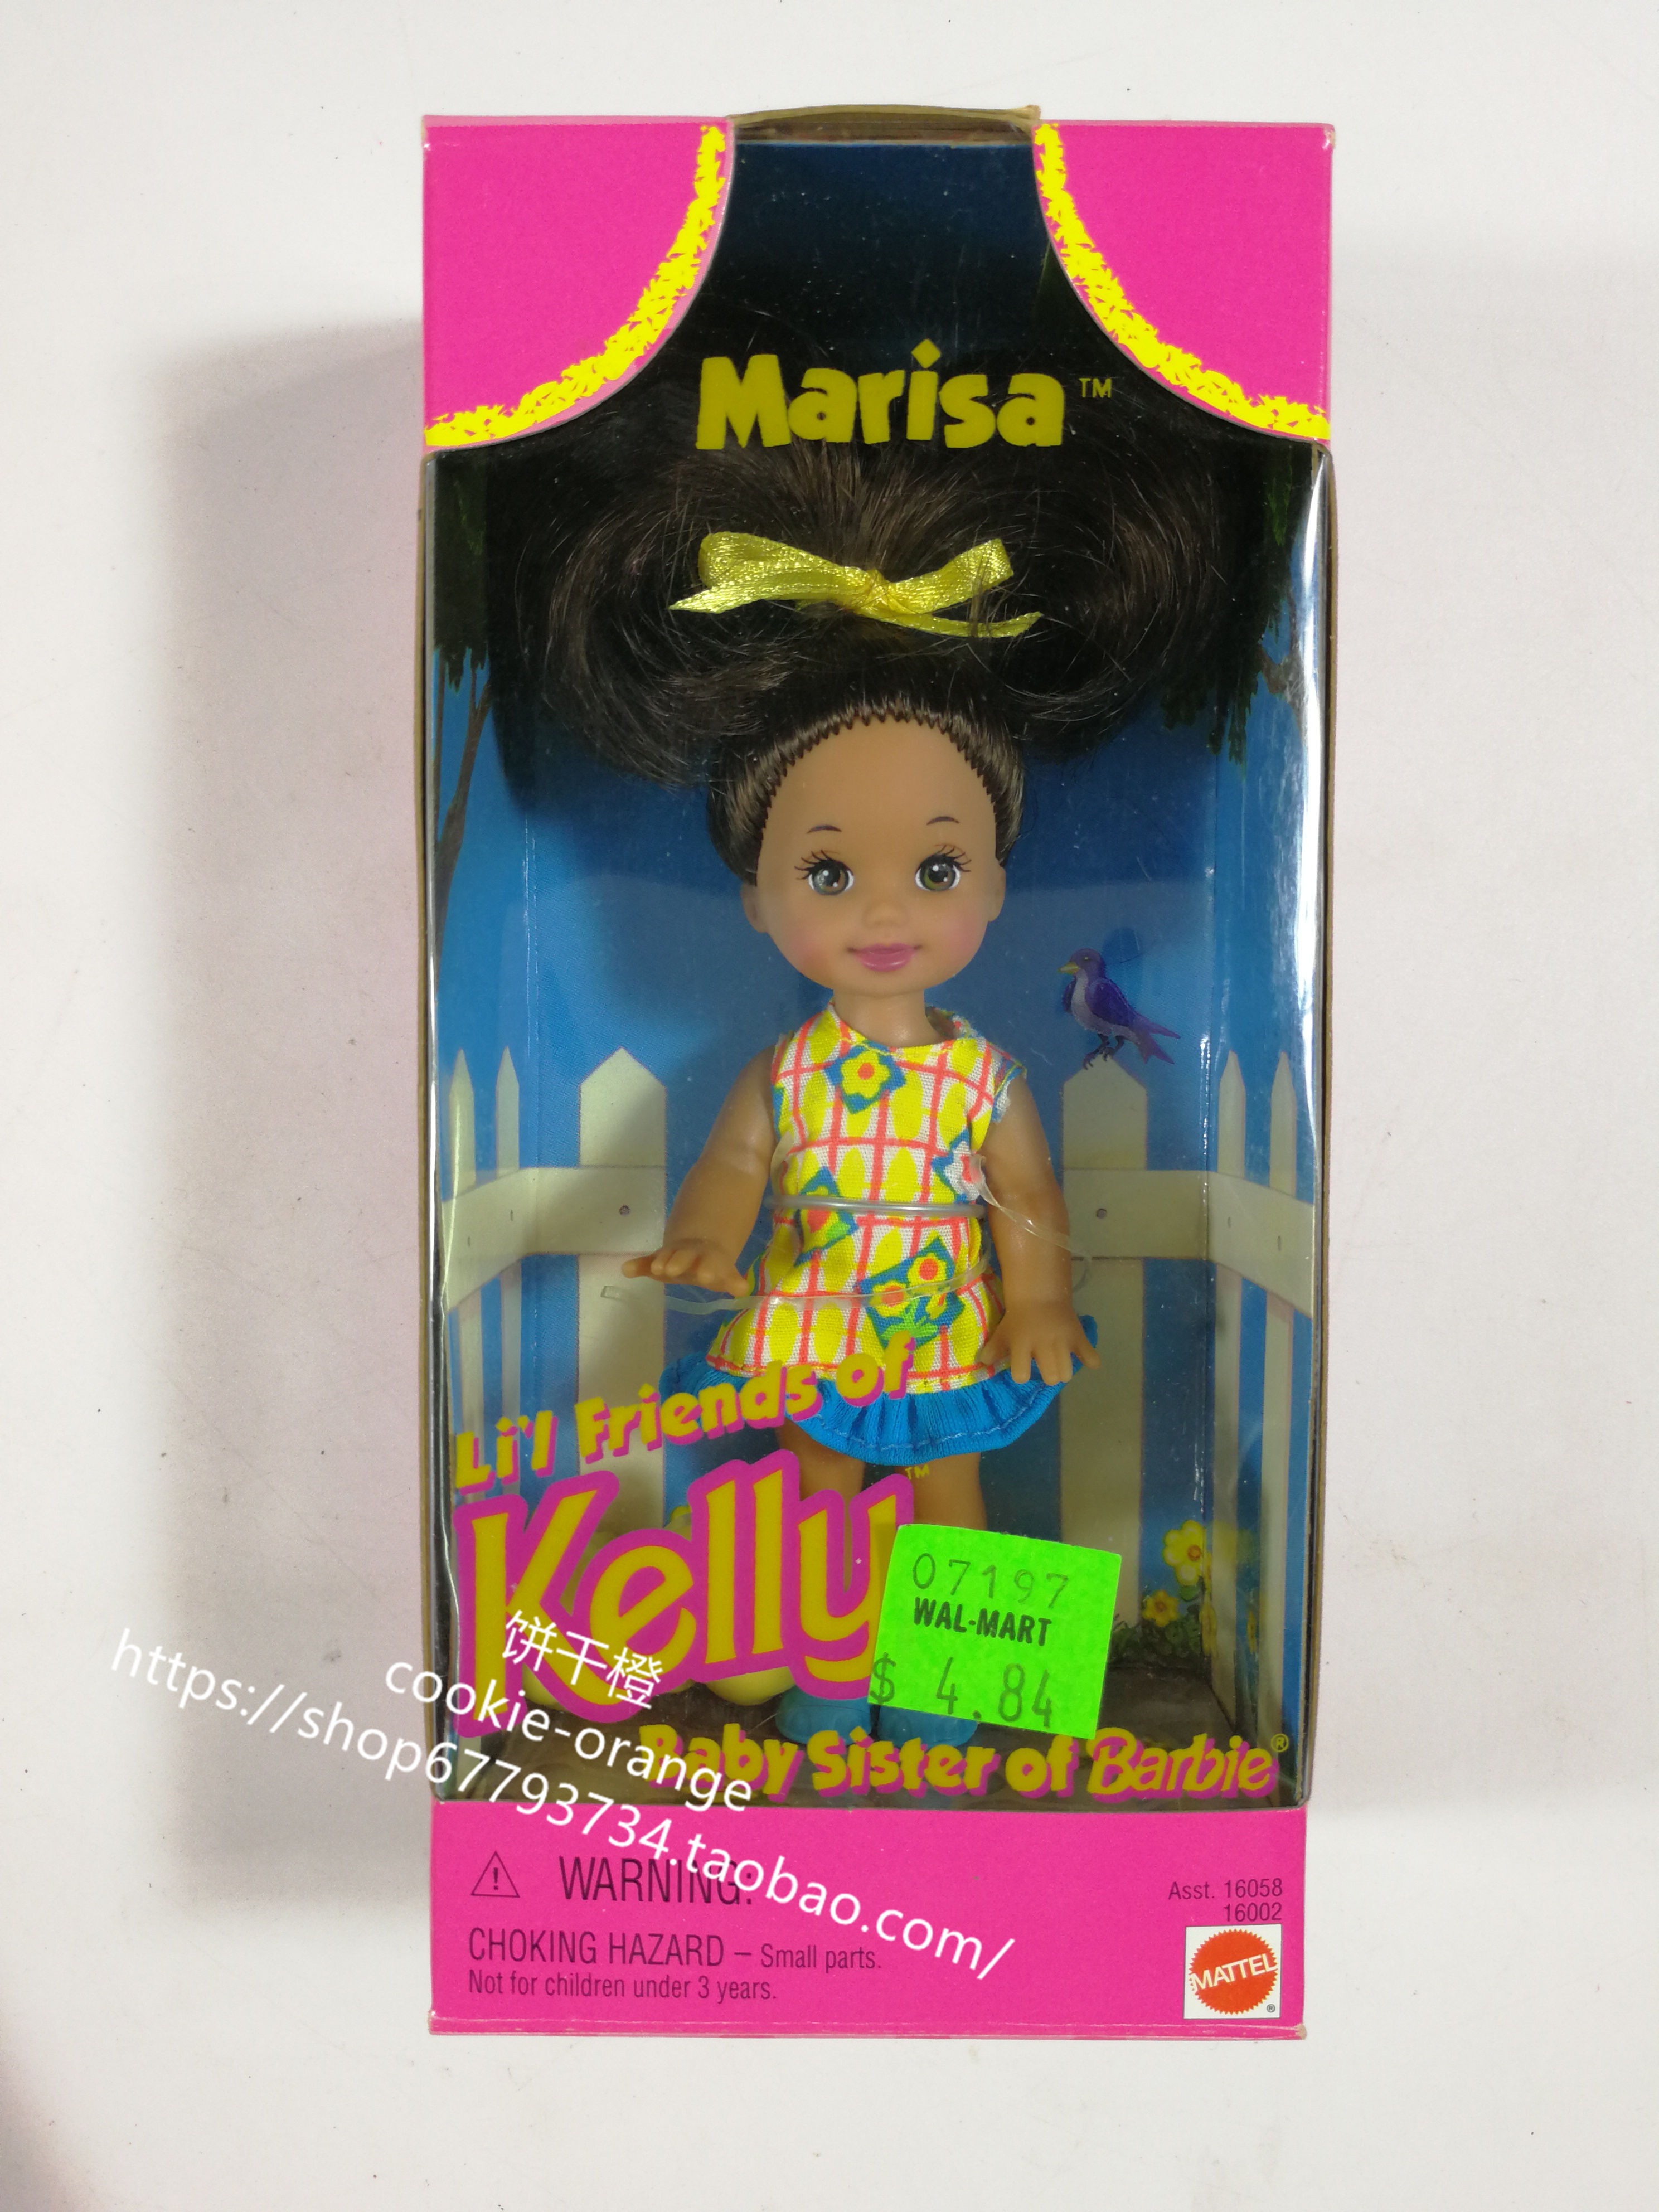 Marisa™
Li'l Friends of
Kelly™
07197
WAL-MART
$ 4.84
Baby Sister of Barbie®
饼干橙
cookie-orange
https://shop67793734.taobao.com/
WARNING:
CHOKING HAZARD – Small parts.
Not for children under 3 years.
Asst. 16058
16002
MATTEL®